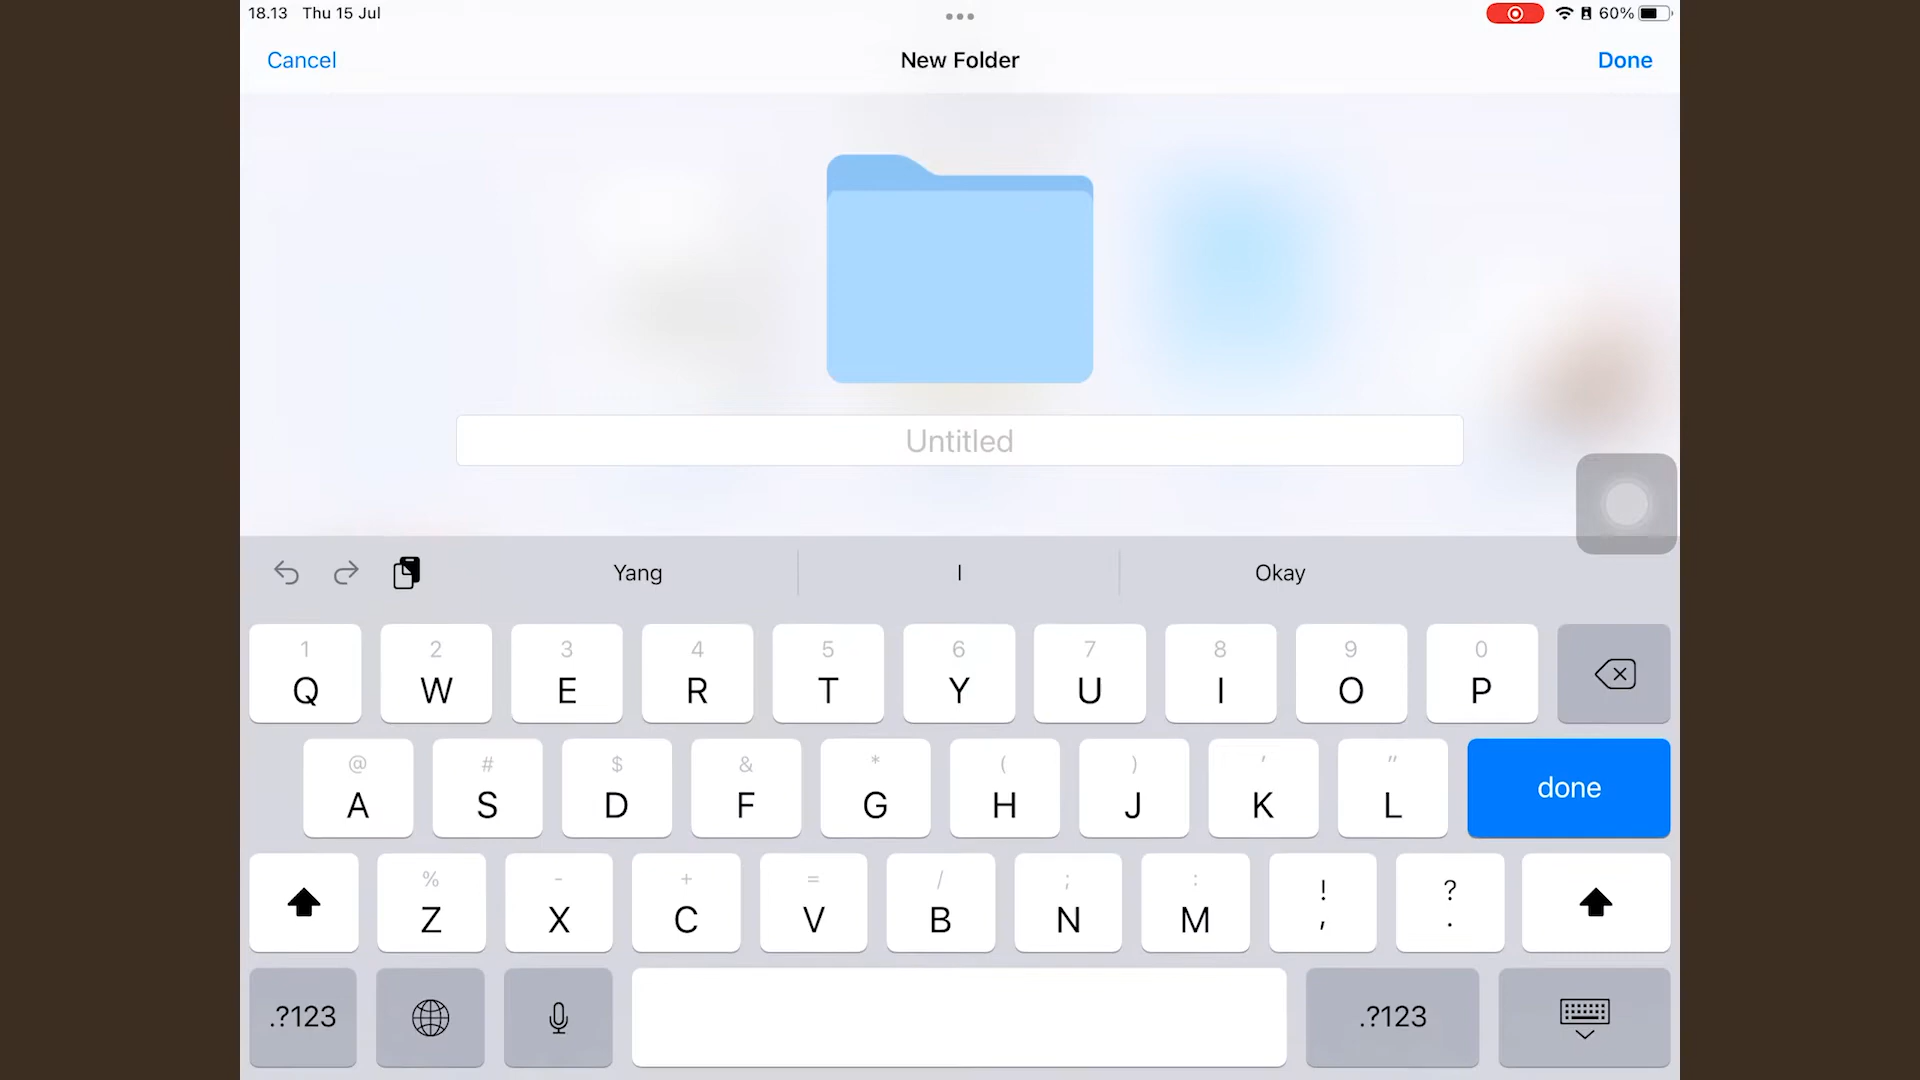 18.13 Thu 15 Jul
60%
Cancel New Folder Done
Untitled
Yang I Okay
1 2 3 4 5 6 7 8 9 0
Q W E R T Y U I O P
@ # $ & * ( ) ' "
A S D F G H J K L done
% - + = / ; : ! ?
Z X C V B N M , .
.?123 .?123